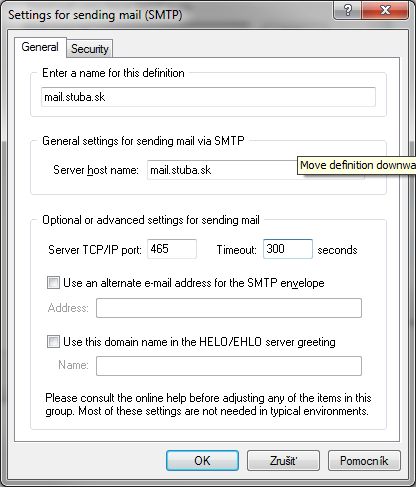 Settings for sending mail (SMTP)
General Security
Enter a name for this definition
mail.stuba.sk
General settings for sending mail via SMTP
Server host name: mail.stuba.sk
Move definition downwa
Optional or advanced settings for sending mail
Server TCP/IP port: 465 Timeout: 300 seconds
Use an alternate e-mail address for the SMTP envelope
Address:
Use this domain name in the HELO/EHLO server greeting
Name:
Please consult the online help before adjusting any of the items in this
group. Most of these settings are not needed in typical environments.
OK Zrušiť Pomocník